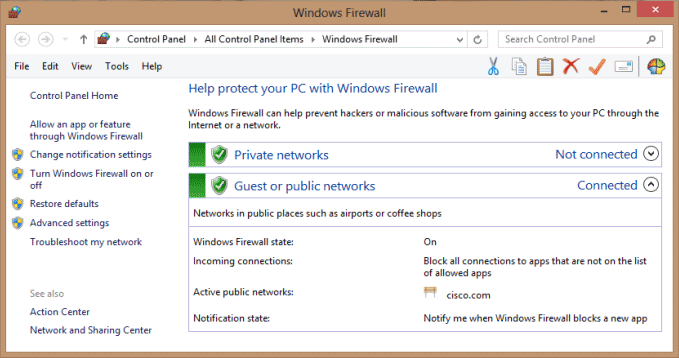 Windows Firewall
Control Panel
All Control Panel Items
Windows Firewall
Search Control Panel
File Edit View Tools Help
Control Panel Home
Allow an app or feature
through Windows Firewall
Change notification settings
Turn Windows Firewall on or
off
Restore defaults
Advanced settings
Troubleshoot my network
See also
Action Center
Network and Sharing Center
Help protect your PC with Windows Firewall
Windows Firewall can help prevent hackers or malicious software from gaining access to your PC through the
Internet or a network.
Private networks Not connected
Guest or public networks Connected
Networks in public places such as airports or coffee shops
Windows Firewall state: On
Incoming connections: Block all connections to apps that are not on the list
of allowed apps
Active public networks: cisco.com
Notification state: Notify me when Windows Firewall blocks a new app